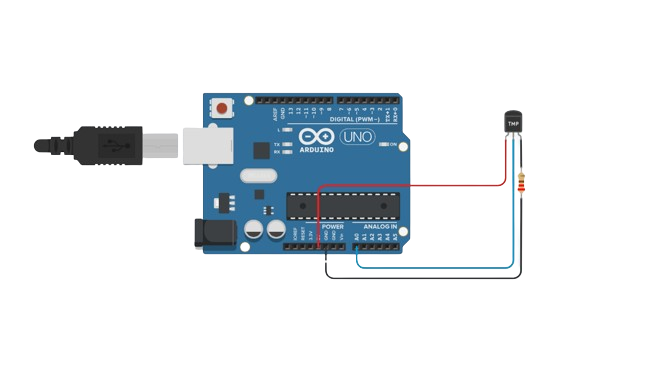 AREF
GND
13
12
~11
~10
~9
8
7
~6
~5
4
~3
2
TX→1
RX←0
DIGITAL (PWM~)
L
TX
RX
ARDUINO
UNO
ON
TMP
POWER
ANALOG IN
IOREF
RESET
3.3V
GND
GND
Vin
A0
A1
A2
A3
A4
A5